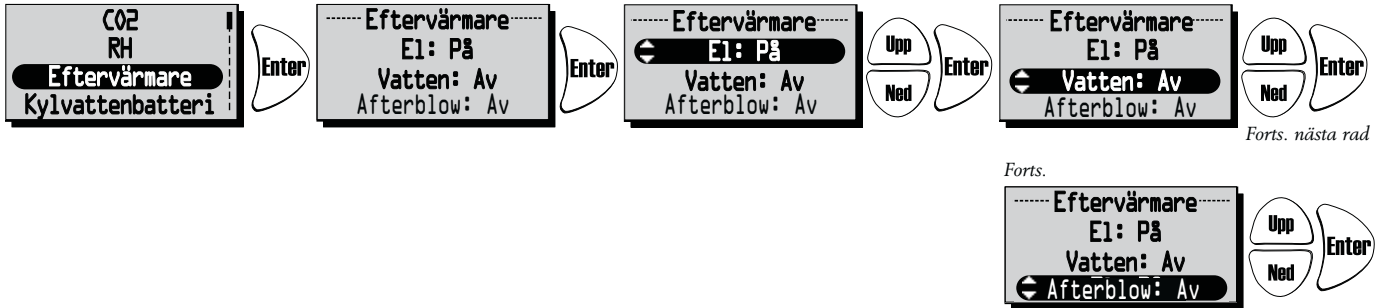 CO2
RH
Eftervärmare
Kylvattenbatteri
Enter
Eftervärmare
El: På
Vatten: Av
Afterblow: Av
Enter
Eftervärmare
El: På
Vatten: Av
Afterblow: Av
Upp
Ned
Enter
Eftervärmare
El: På
Vatten: Av
Afterblow: Av
Upp
Ned
Enter
Forts. nästa rad
Forts.
Eftervärmare
El: På
Vatten: Av
Afterblow: Av
Upp
Ned
Enter